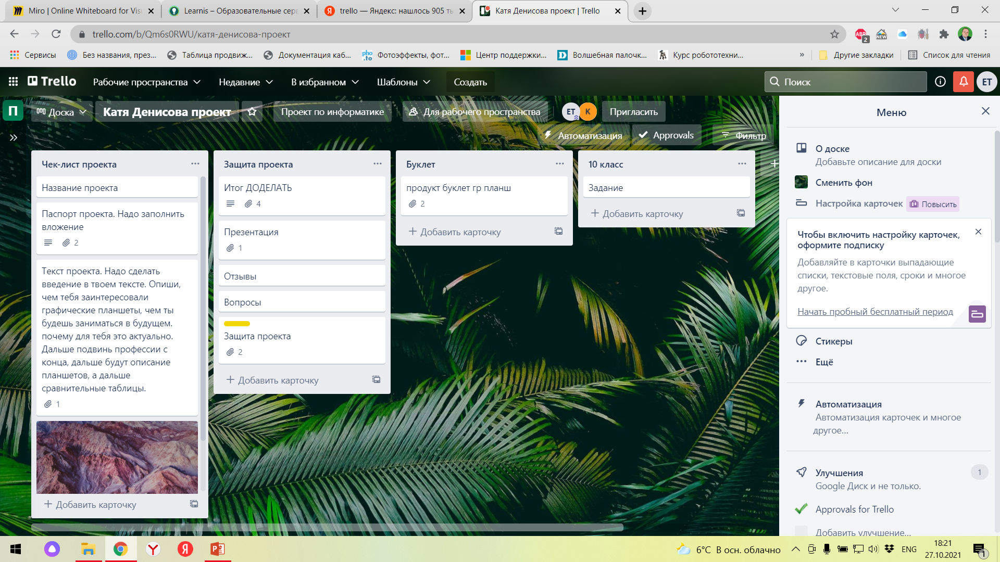 Miro | Online Whiteboard for Visu
Learnis – Образовательные серв
trello — Яндекс: нашлось 905 ты
Катя Денисова проект | Trello
trello.com/b/Qm6s0RWU/катя-денисова-проект
ABP
2
NEW
Сервисы
Без названия, през...
Таблица продвиж...
Документация каб...
pho.to
Фотоэффекты, фот...
Центр поддержки...
Волшебная палочк...
Курс робототехни...
»
Другие закладки
Список для чтения
Trello
Рабочие пространства
Недавние
В избранном
Шаблоны
Создать
Поиск
ET
П
Доска
Катя Денисова проект
Проект по информатике
Для рабочего пространства
ET
K
Пригласить
Автоматизация
Approvals
Фильтр
Чек-лист проекта
Название проекта
Паспорт проекта. Надо заполнить
вложение
2
Текст проекта. Надо сделать
введение в твоем тексте. Опиши,
чем тебя заинтересовали
графические планшеты, чем ты
будешь заниматься в будущем.
почему для тебя это актуально.
Дальше подвинь профессии с
конца, дальше будут описание
планшетов, а дальше
сравнительные таблицы.
1
+ Добавить карточку
Защита проекта
Итог ДОДЕЛАТЬ
4
Презентация
1
Отзывы
Вопросы
Защита проекта
2
+ Добавить карточку
Буклет
продукт буклет гр планш
2
+ Добавить карточку
10 класс
Задание
+ Добавить карточку
Меню
О доске
Добавьте описание для доски
Сменить фон
Настройка карточек
Повысить
Чтобы включить настройку карточек,
оформите подписку
Добавляйте в карточки выпадающие
списки, текстовые поля, сроки и многое
другое.
Начать пробный бесплатный период
Стикеры
Ещё
Автоматизация
Автоматизация карточек и многое
другое...
Улучшения
1
Google Диск и не только.
Approvals for Trello
Добавить улучшение...
6°C В осн. облачно
ENG
18:21
27.10.2021
1